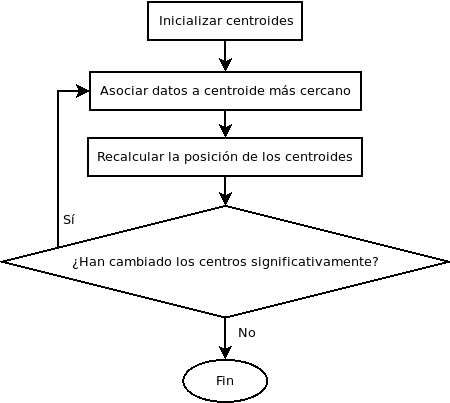 Inicializar centroides
Asociar datos a centroide más cercano
Recalcular la posición de los centroides
Sí
¿Han cambiado los centros significativamente?
No
Fin